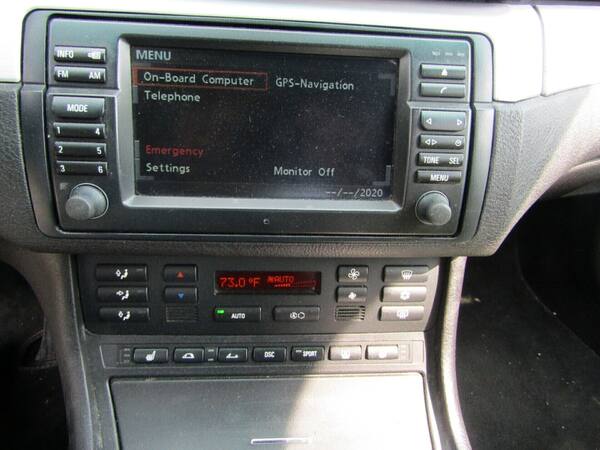 MENU
INFO
FM AM
On-Board Computer GPS-Navigation
Telephone
MODE
1 4
2 5
3 6
Emergency
Settings Monitor Off
--/--/2020
TONE SEL
MENU
73.0°F AUTO
AUTO
DSC SPORT